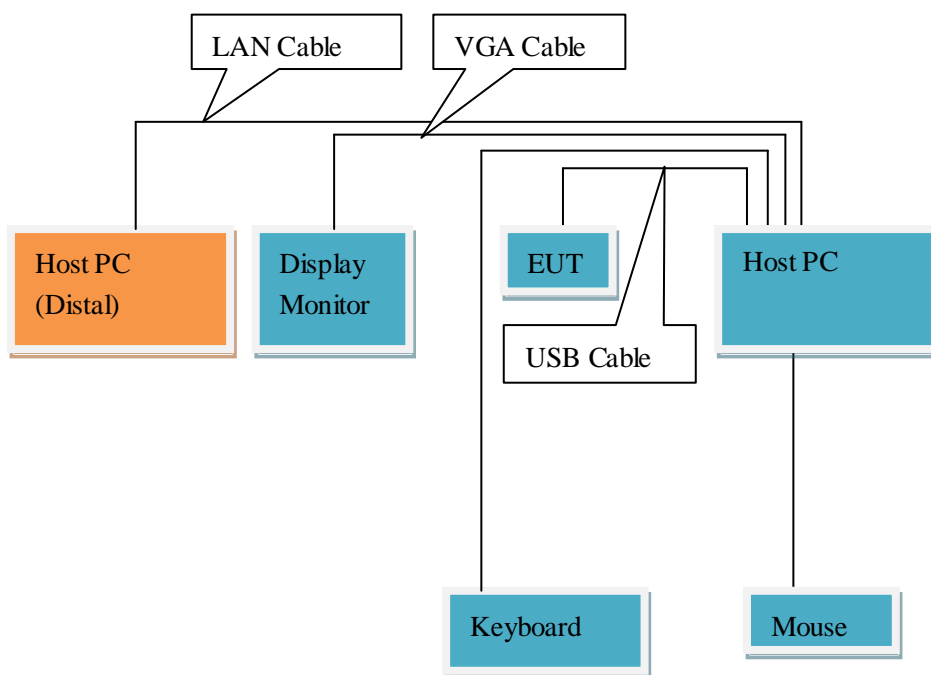 LAN Cable
VGA Cable
Host PC
(Distal)
Display
Monitor
EUT
Host PC
USB Cable
Keyboard
Mouse